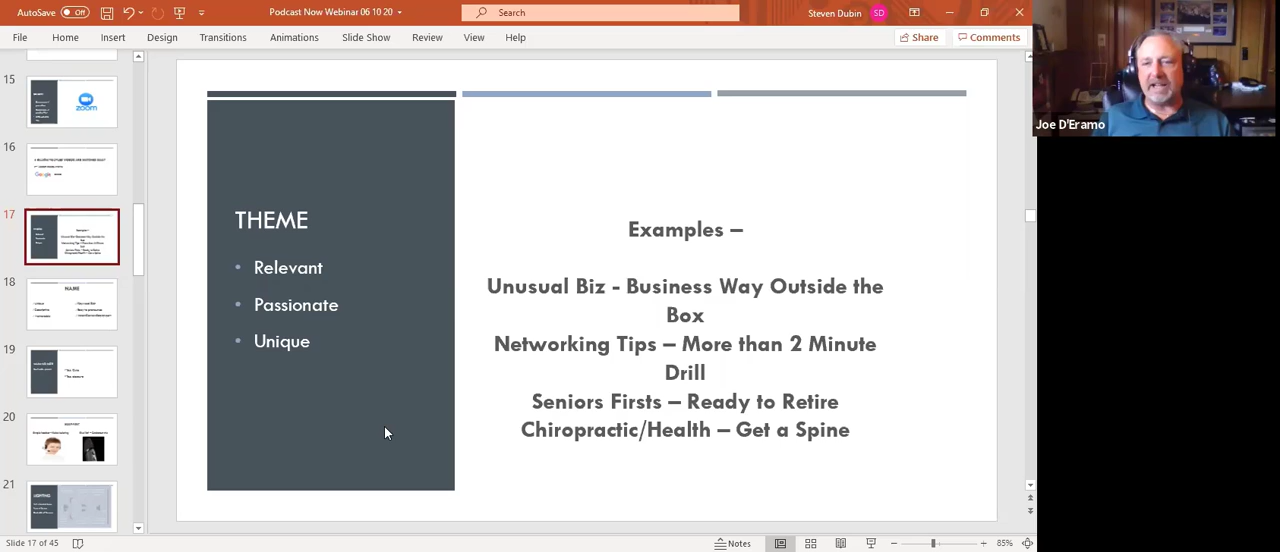 AutoSave Off
Podcast Now Webinar 06 10 20
Search
Steven Dubin SD
File Home Insert Design Transitions Animations Slide Show Review View Help
Share Comments
Joe D'Eramo
15
zoom
16
Google
17
18
NAME
19
20
21
THEME
• Relevant
• Passionate
• Unique
Examples –
Unusual Biz - Business Way Outside the
Box
Networking Tips – More than 2 Minute
Drill
Seniors Firsts – Ready to Retire
Chiropractic/Health – Get a Spine
Slide 17 of 45
Notes
85%